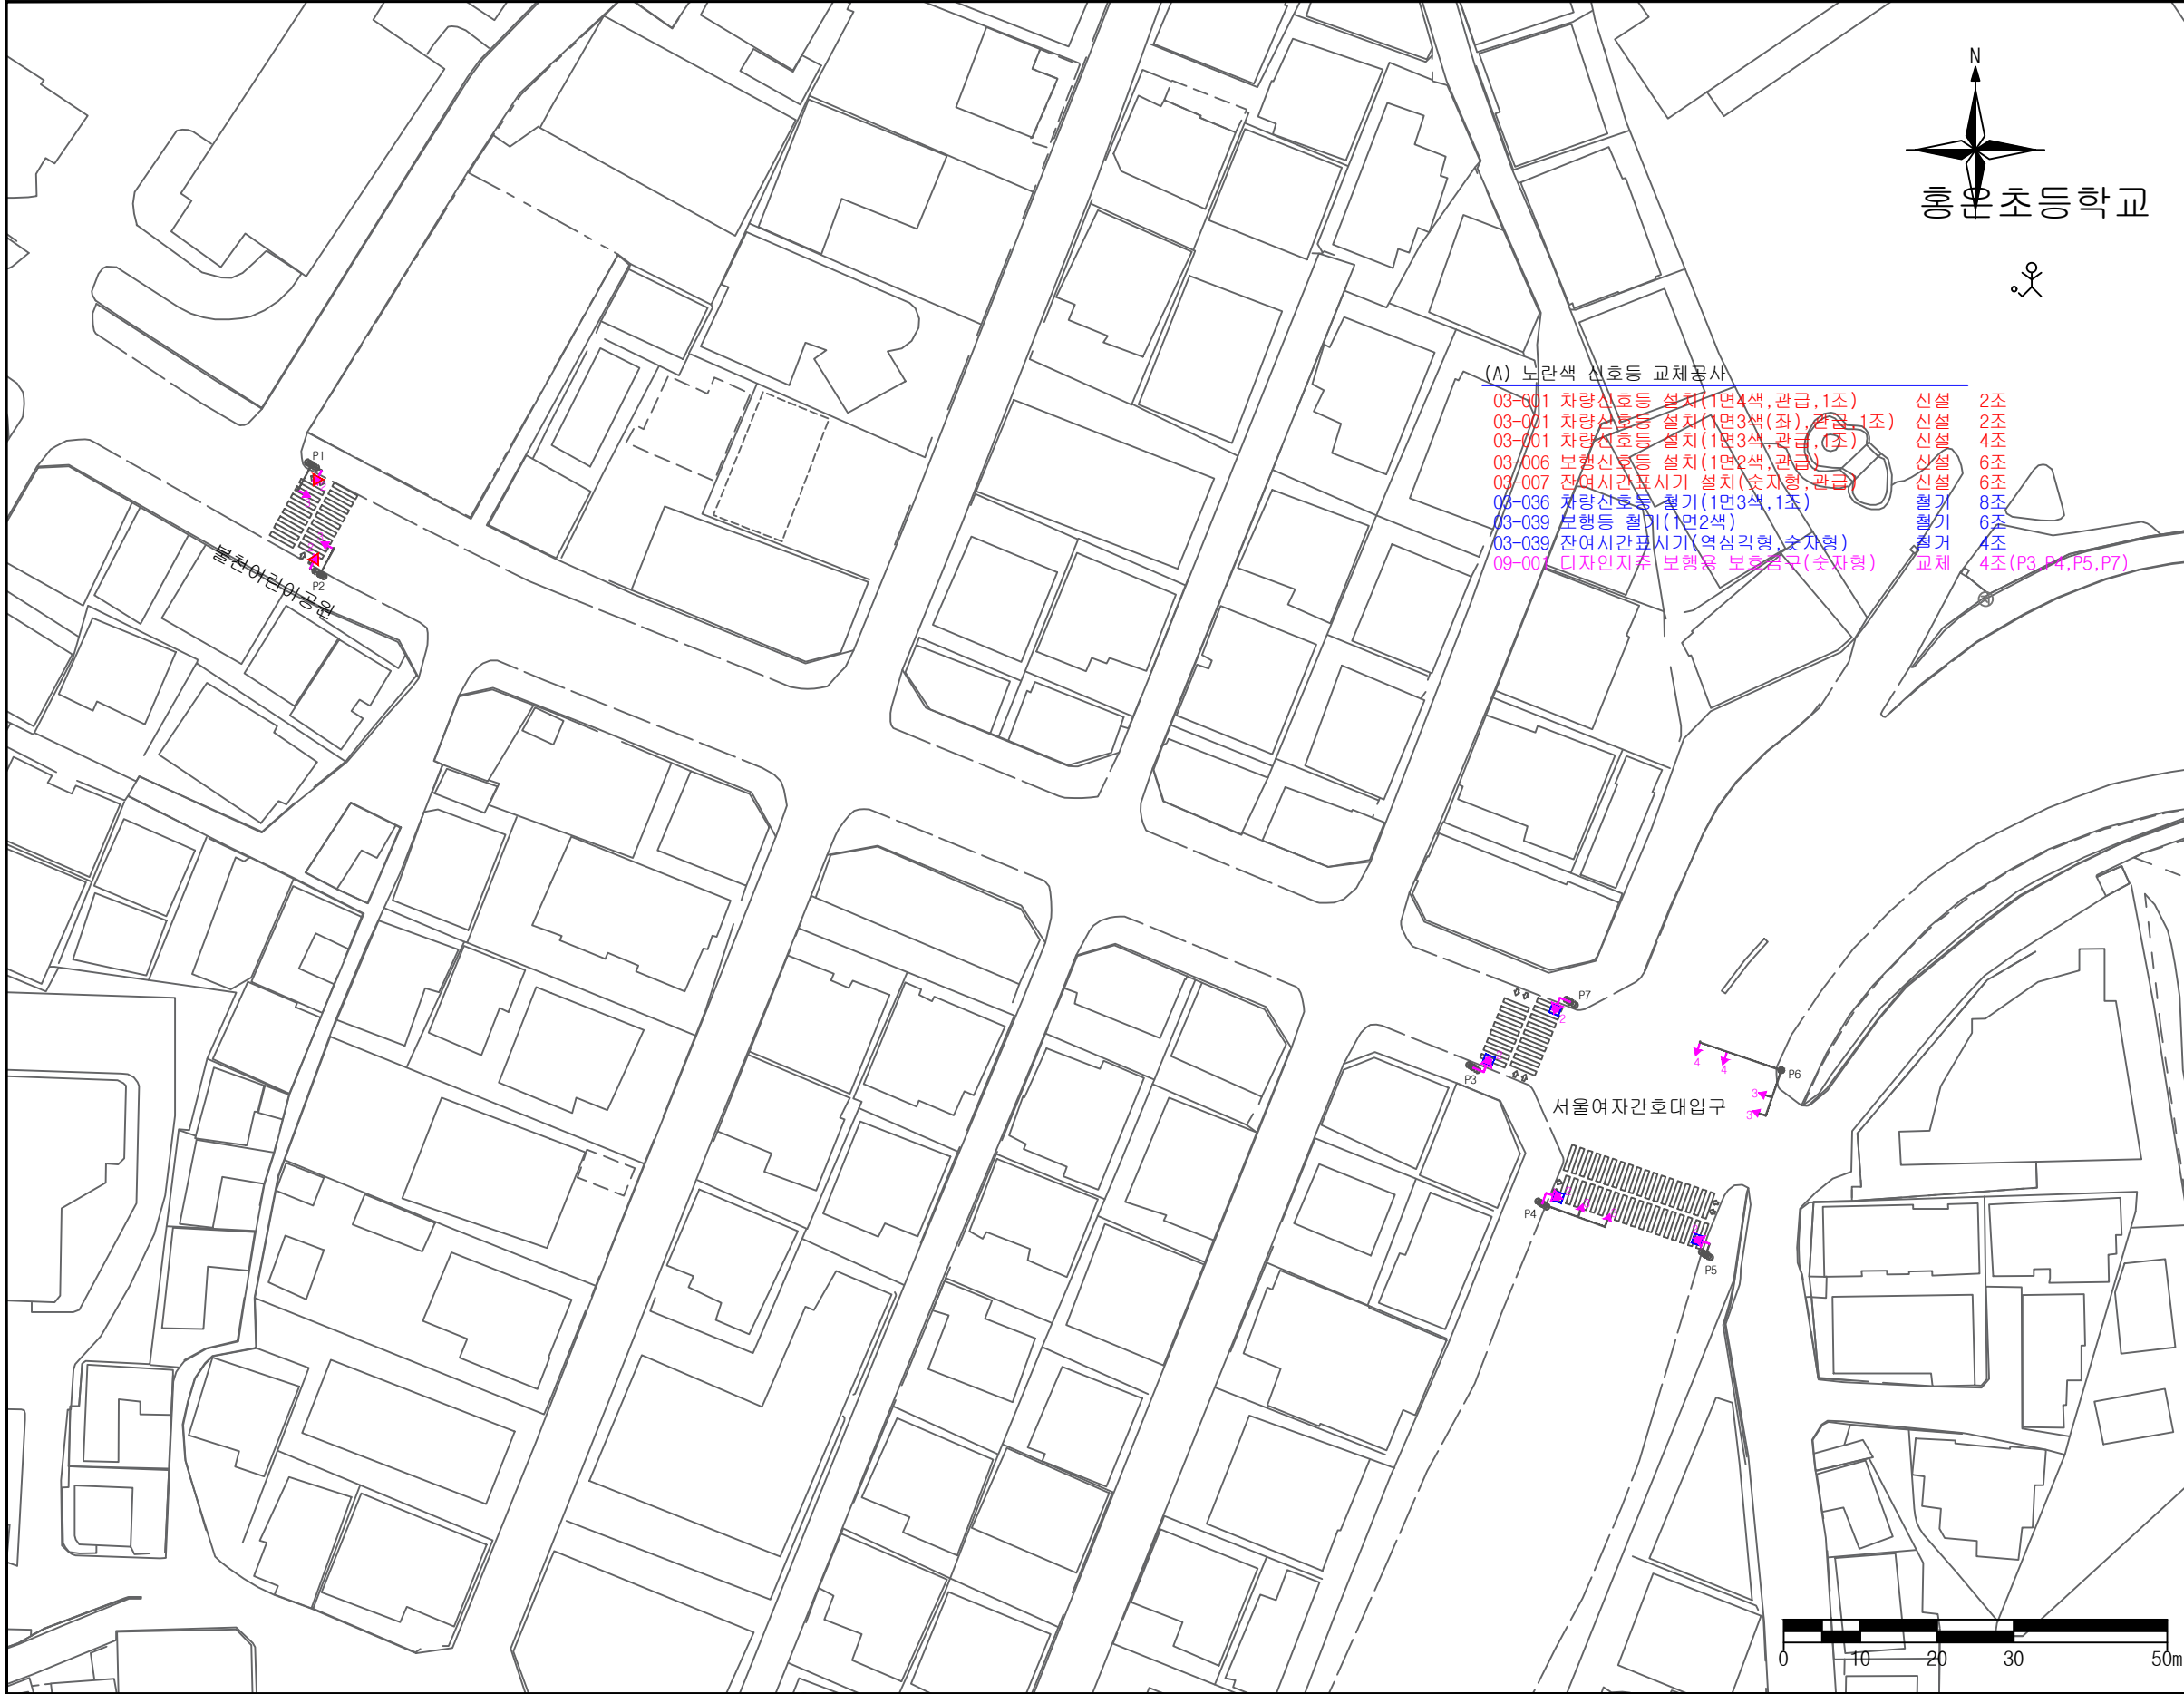 N
홍은초등학교
(A) 노란색 신호등 교체공사
03-001 차량신호등 설치(1면4색,관급,1조) 신설 2조
03-001 차량신호등 설치(1면3색(좌),관급,1조) 신설 2조
03-001 차량신호등 설치(1면3색,관급,1조) 신설 4조
03-006 보행신호등 설치(1면2색,관급) 신설 6조
03-007 잔여시간표시기 설치(숫자형,관급) 신설 6조
03-036 차량신호등 철거(1면3색,1조) 철거 8조
03-039 보행등 철거(1면2색) 철거 6조
03-039 잔여시간표시기(역삼각형,숫자형) 철거 4조
09-001 디자인지주 보행등 보호금구(숫자형) 교체 4조(P3,P4,P5,P7)
P1
P2
불천어린이공원
P7
2
P3
2
4
4
P6
3
3
서울여자간호대입구
P4
P5
0 10 20 30 50m